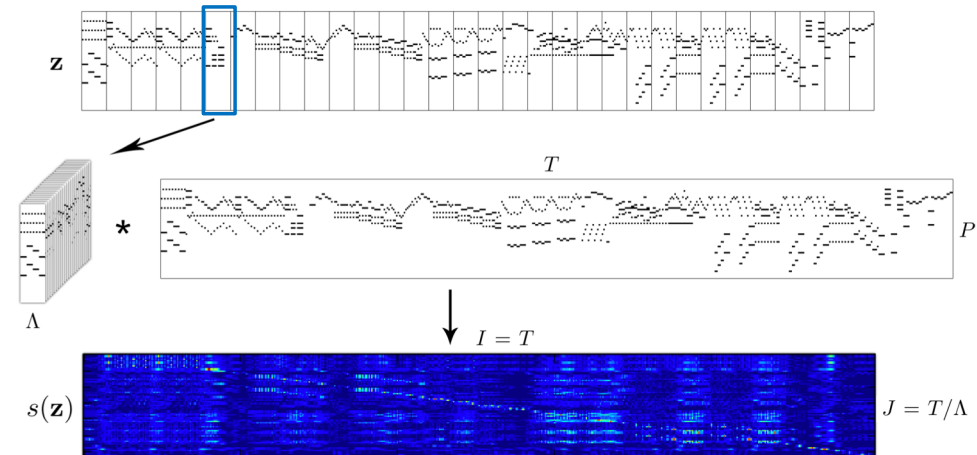 z
T
*
P
Λ
I = T
s(z)
J = T/Λ